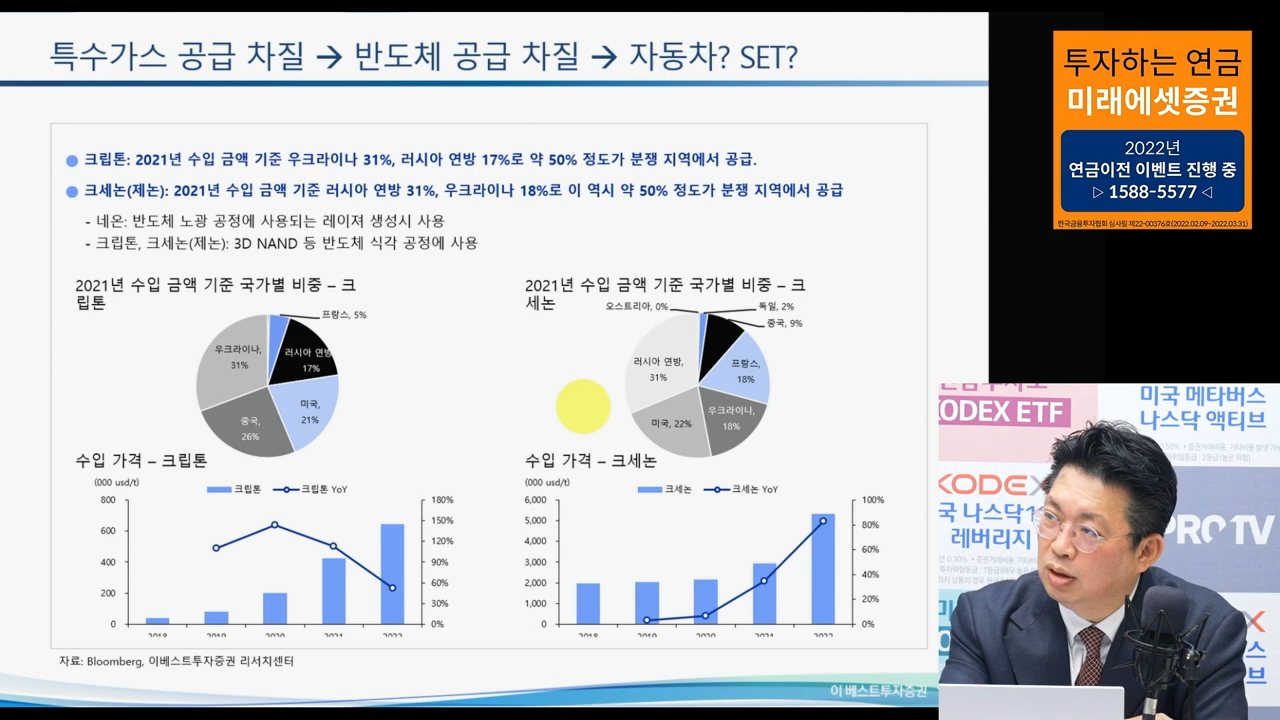 특수가스 공급 차질 → 반도체 공급 차질 → 자동차? SET?
● 크립톤: 2021년 수입 금액 기준 우크라이나 31%, 러시아 연방 17%로 약 50% 정도가 분쟁 지역에서 공급.
● 크세논(제논): 2021년 수입 금액 기준 러시아 연방 31%, 우크라이나 18%로 이 역시 약 50% 정도가 분쟁 지역에서 공급
- 네온: 반도체 노광 공정에 사용되는 레이져 생성시 사용
- 크립톤, 크세논(제논): 3D NAND 등 반도체 식각 공정에 사용
2021년 수입 금액 기준 국가별 비중 – 크
립톤
프랑스, 5%
러시아 연방
17%
미국,
21%
중국,
26%
우크라이나,
31%
2021년 수입 금액 기준 국가별 비중 – 크
세논
오스트리아, 0%
독일, 2%
중국, 9%
프랑스,
18%
우크라이나,
18%
미국, 22%
러시아 연방,
31%
수입 가격 – 크립톤
(000 usd/t)
크립톤
크립톤 YoY
800
600
400
200
0
180%
150%
120%
90%
60%
30%
0%
2018
2019
2020
2021
2022
수입 가격 – 크세논
(000 usd/t)
크세논
크세논 YoY
6,000
5,000
4,000
3,000
2,000
1,000
0
100%
80%
60%
40%
20%
0%
2018
2019
2020
2021
2022
자료: Bloomberg, 이베스트투자증권 리서치센터
이베스트투자증권
투자하는 연금
미래에셋증권
2022년
연금이전 이벤트 진행 중
▷ 1588-5577 ◁
한국금융투자협회 심사필 제22-00376호(2022.02.09~2022.03.31)
ODEX ETF
미국 메타버스
나스닥 액티브
KODEX
국 나스닥1
레버리지
PRO TV